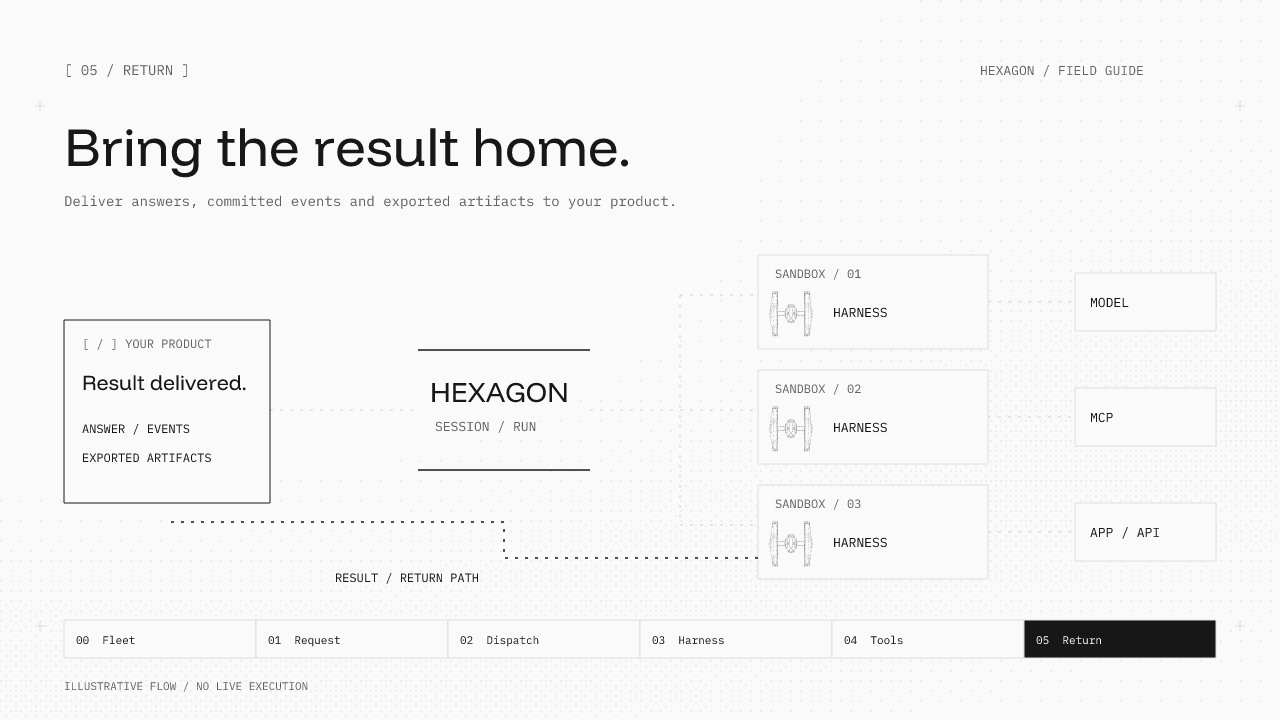 [ 05 / RETURN ]
HEXAGON / FIELD GUIDE
Bring the result home.
Deliver answers, committed events and exported artifacts to your product.
[ / ] YOUR PRODUCT
Result delivered.
ANSWER / EVENTS
EXPORTED ARTIFACTS
HEXAGON
SESSION / RUN
SANDBOX / 01
HARNESS
SANDBOX / 02
HARNESS
SANDBOX / 03
HARNESS
MODEL
MCP
APP / API
RESULT / RETURN PATH
00 Fleet
01 Request
02 Dispatch
03 Harness
04 Tools
05 Return
ILLUSTRATIVE FLOW / NO LIVE EXECUTION